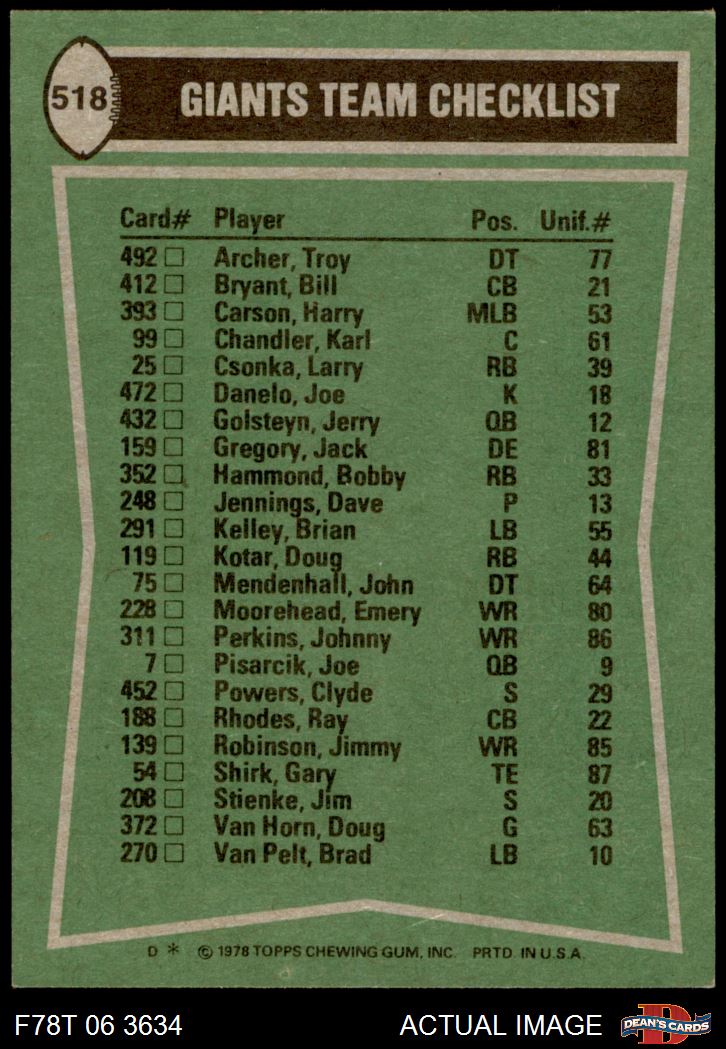 518
GIANTS TEAM CHECKLIST
Card# Player Pos. Unif.#
492 Archer, Troy DT 77
412 Bryant, Bill CB 21
393 Carson, Harry MLB 53
99 Chandler, Karl C 61
25 Csonka, Larry RB 39
472 Danelo, Joe K 18
432 Golsteyn, Jerry QB 12
159 Gregory, Jack DE 81
352 Hammond, Bobby RB 33
248 Jennings, Dave P 13
291 Kelley, Brian LB 55
119 Kotar, Doug RB 44
75 Mendenhall, John DT 64
228 Moorehead, Emery WR 80
311 Perkins, Johnny WR 86
7 Pisarcik, Joe QB 9
452 Powers, Clyde S 29
188 Rhodes, Ray CB 22
139 Robinson, Jimmy WR 85
54 Shirk, Gary TE 87
208 Stienke, Jim S 20
372 Van Horn, Doug G 63
270 Van Pelt, Brad LB 10
D * © 1978 TOPPS CHEWING GUM, INC. PRTD. IN U.S.A.
F78T 06 3634 ACTUAL IMAGE D DEAN'S CARDS